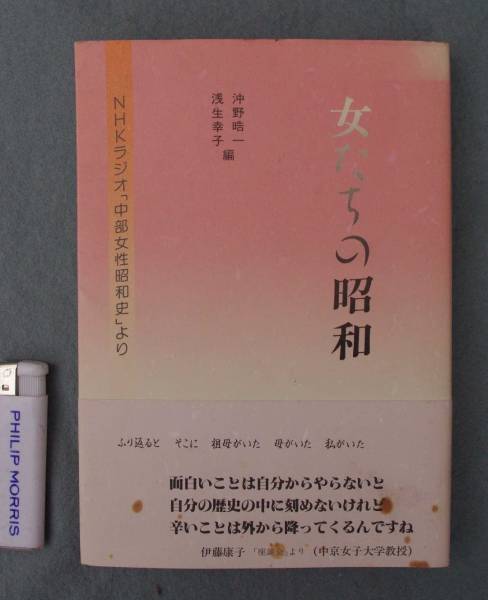 女たちの昭和
沖野晧一
浅生幸子
編
NHKラジオ「中部女性昭和史」より
ふり返ると そこに 祖母がいた 母がいた 私がいた
面白いことは自分からやらないと
自分の歴史の中に刻めないけれど
辛いことは外から降ってくるんですね
伊藤康子 「座談会」より (中京女子大学教授)
PHILIP MORRIS